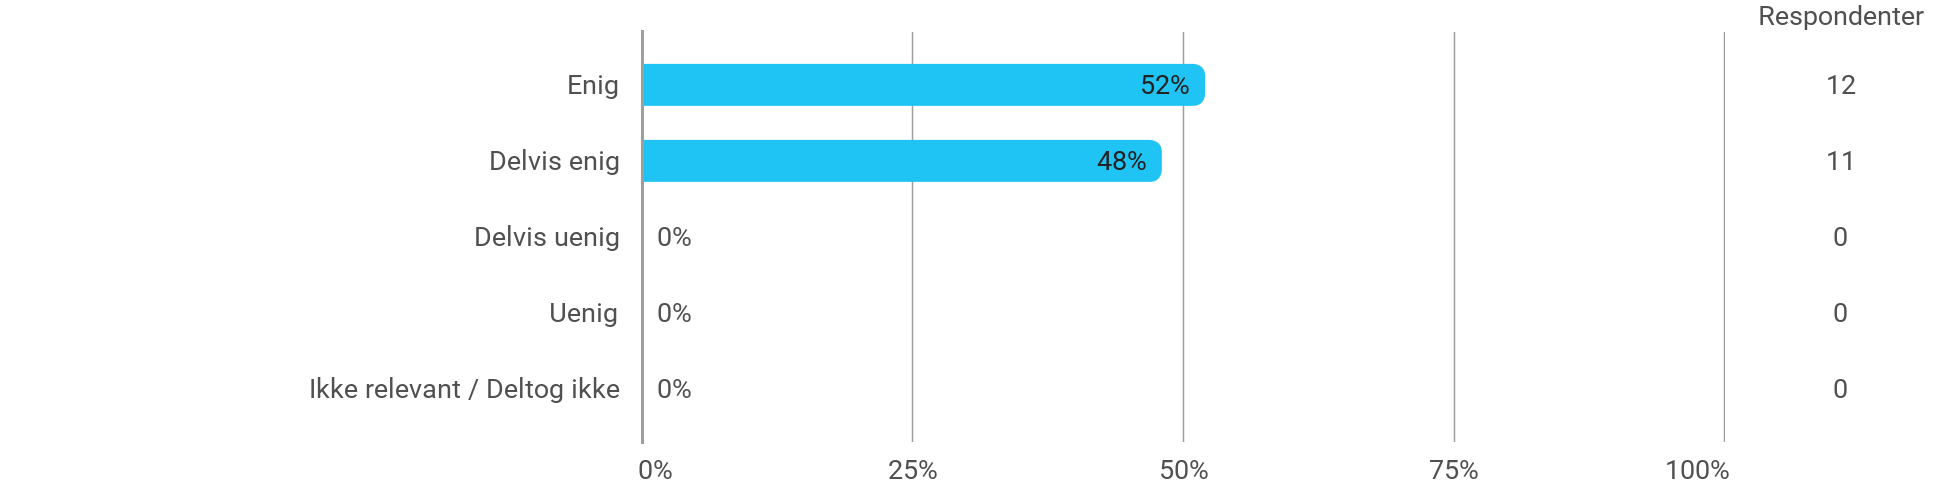 Respondenter
Enig 52% 12
Delvis enig 48% 11
Delvis uenig 0% 0
Uenig 0% 0
Ikke relevant / Deltog ikke 0% 0
0% 25% 50% 75% 100%